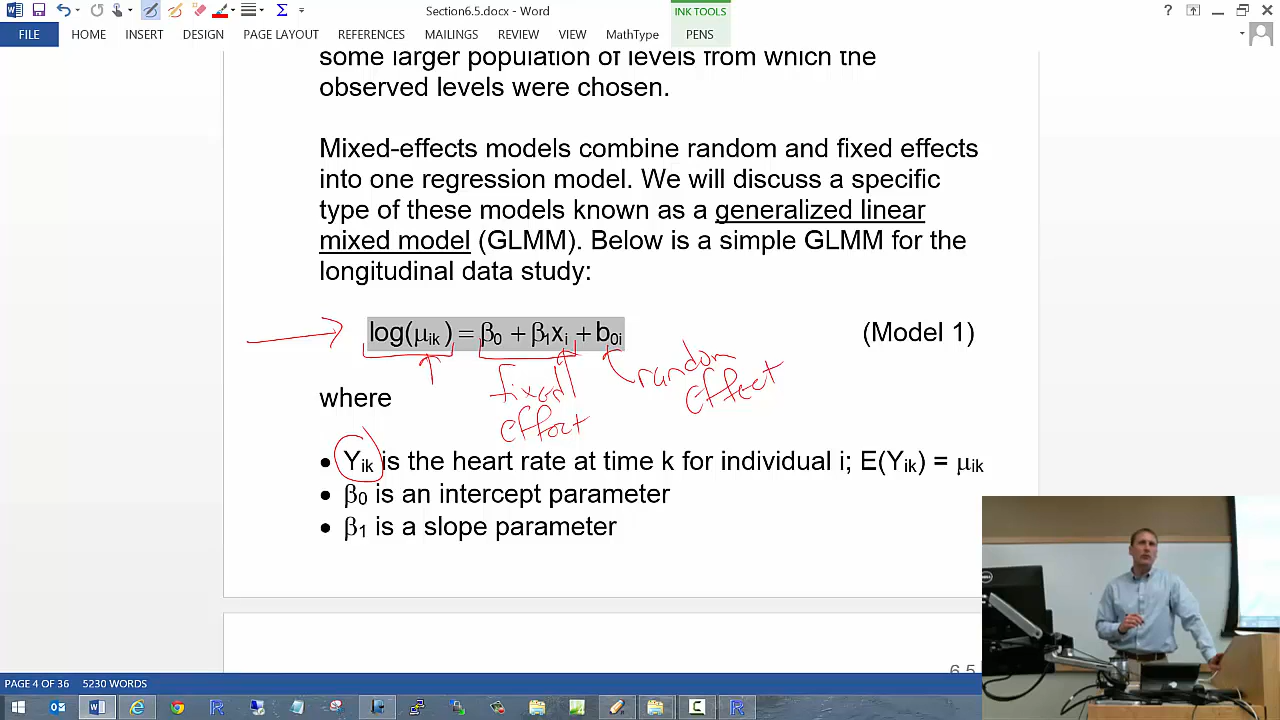 Section6.5.docx - Word
INK TOOLS
FILE HOME INSERT DESIGN PAGE LAYOUT REFERENCES MAILINGS REVIEW VIEW MathType PENS
some larger population of levels from which the
observed levels were chosen.
Mixed-effects models combine random and fixed effects
into one regression model. We will discuss a specific
type of these models known as a generalized linear
mixed model (GLMM). Below is a simple GLMM for the
longitudinal data study:
log(μik) = β0 + β1xi + b0i (Model 1)
random
effect
fixed
effect
where
• Yik is the heart rate at time k for individual i; E(Yik) = μik
• β0 is an intercept parameter
• β1 is a slope parameter
6.5
PAGE 4 OF 36 5230 WORDS